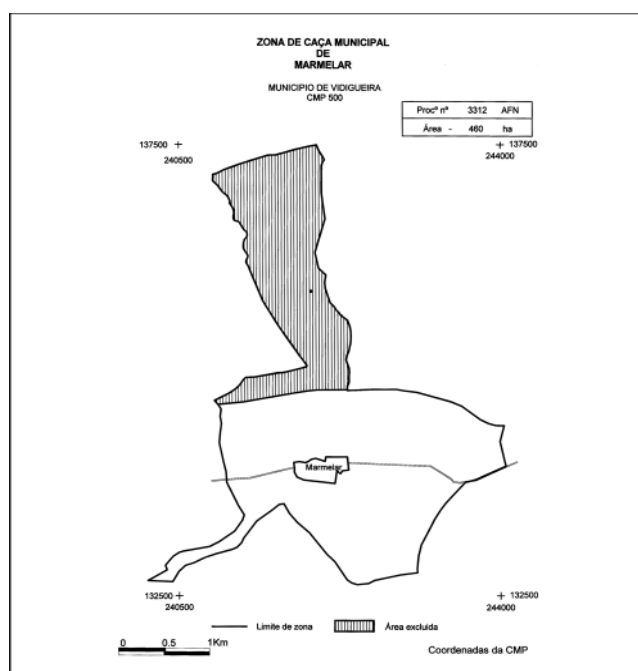 ZONA DE CAÇA MUNICIPAL
DE
MARMELAR
MUNICIPIO DE VIDIGUEIRA
CMP 500
Procº nº 3312 AFN
Área - 460 ha
137500
240500
137500
244000
Marmelar
132500
240500
132500
244000
Limite de zona
Área excluida
0 0.5 1Km
Coordenadas da CMP